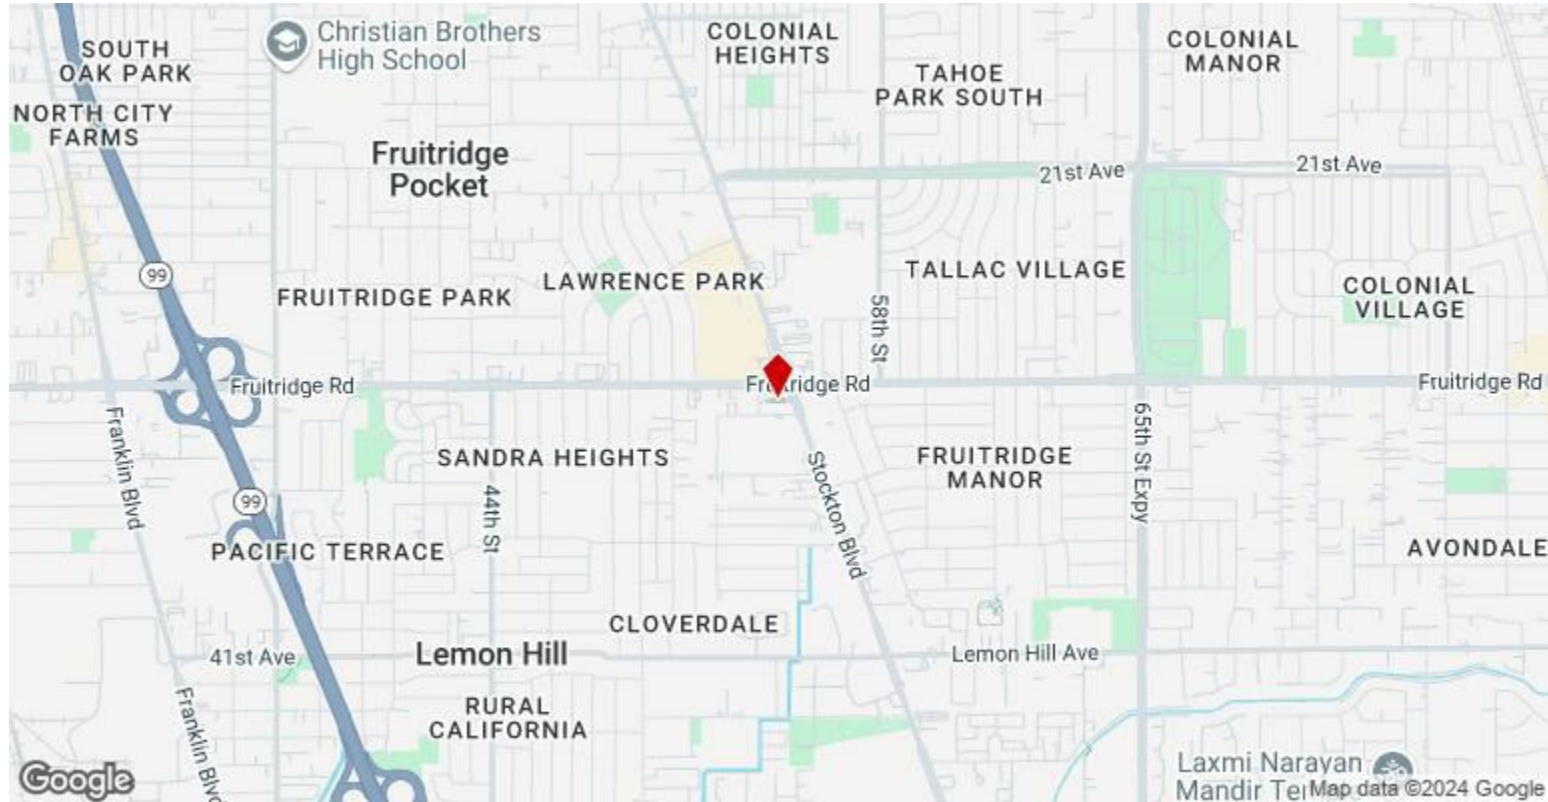 SOUTH
OAK PARK
Christian Brothers
High School
COLONIAL
HEIGHTS
COLONIAL
MANOR
TAHOE
PARK SOUTH
NORTH CITY
FARMS
Fruitridge
Pocket
21st Ave
21st Ave
99
FRUITRIDGE PARK
LAWRENCE PARK
TALLAC VILLAGE
COLONIAL
VILLAGE
58th St
Fruitridge Rd
Fruitridge Rd
Fruitridge Rd
Franklin Blvd
65th St Expy
SANDRA HEIGHTS
FRUITRIDGE
MANOR
44th St
Stockton Blvd
99
PACIFIC TERRACE
AVONDALE
CLOVERDALE
41st Ave
Lemon Hill
Lemon Hill Ave
Franklin Blvd
RURAL
CALIFORNIA
Laxmi Narayan
Mandir
Google
Map data ©2024 Google